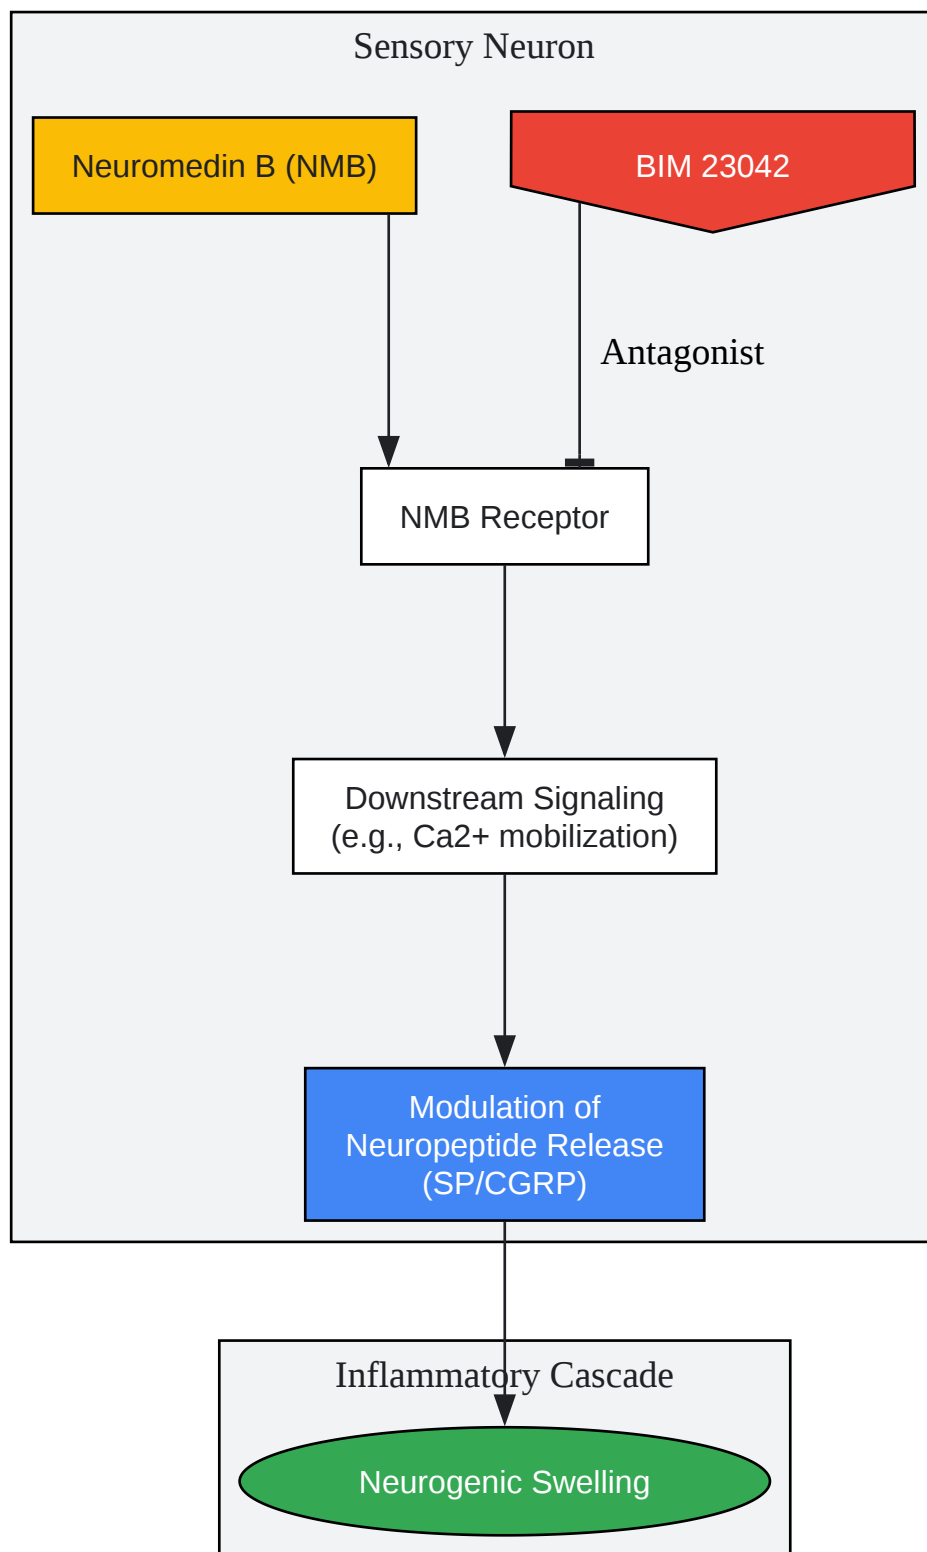 Sensory Neuron
Neuromedin B (NMB)
BIM 23042
Antagonist
NMB Receptor
Downstream Signaling
(e.g., Ca2+ mobilization)
Modulation of
Neuropeptide Release
(SP/CGRP)
Inflammatory Cascade
Neurogenic Swelling